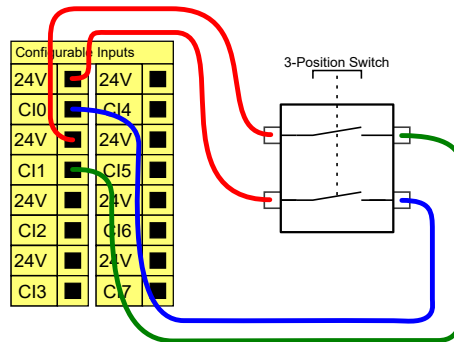 Configurable Inputs
3-Position Switch
24V 24V
CI0 CI4
24V 24V
CI1 CI5
24V 24V
CI2 CI6
24V 24V
CI3 CI7